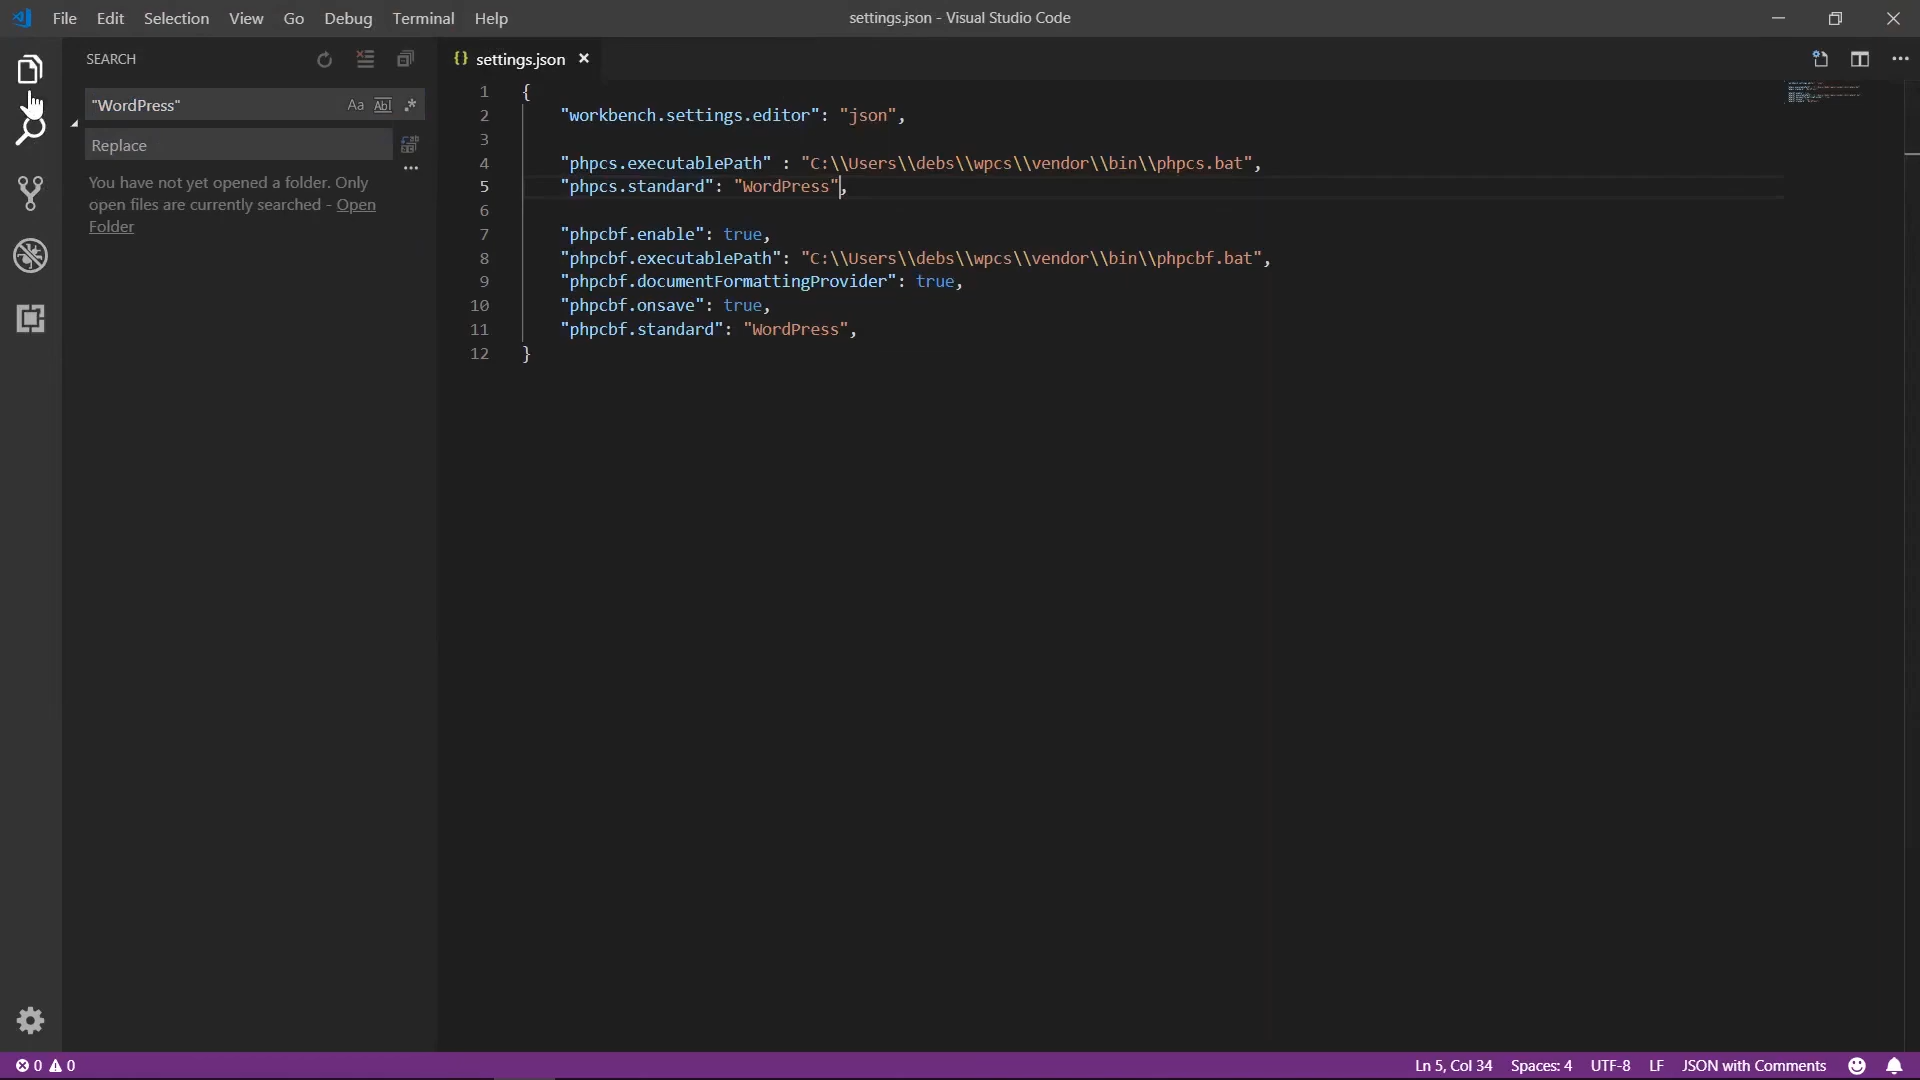 File Edit Selection View Go Debug Terminal Help
settings.json - Visual Studio Code
SEARCH
"WordPress" Aa Abl .*
Replace
You have not yet opened a folder. Only
open files are currently searched - Open
Folder
{} settings.json ×
1 {
2 "workbench.settings.editor": "json",
3
4 "phpcs.executablePath" : "C:\\Users\\debs\\wpcs\\vendor\\bin\\phpcs.bat",
5 "phpcs.standard": "WordPress",
6
7 "phpcbf.enable": true,
8 "phpcbf.executablePath": "C:\\Users\\debs\\wpcs\\vendor\\bin\\phpcbf.bat",
9 "phpcbf.documentFormattingProvider": true,
10 "phpcbf.onsave": true,
11 "phpcbf.standard": "WordPress",
12 }
0 0
Ln 5, Col 34 Spaces: 4 UTF-8 LF JSON with Comments